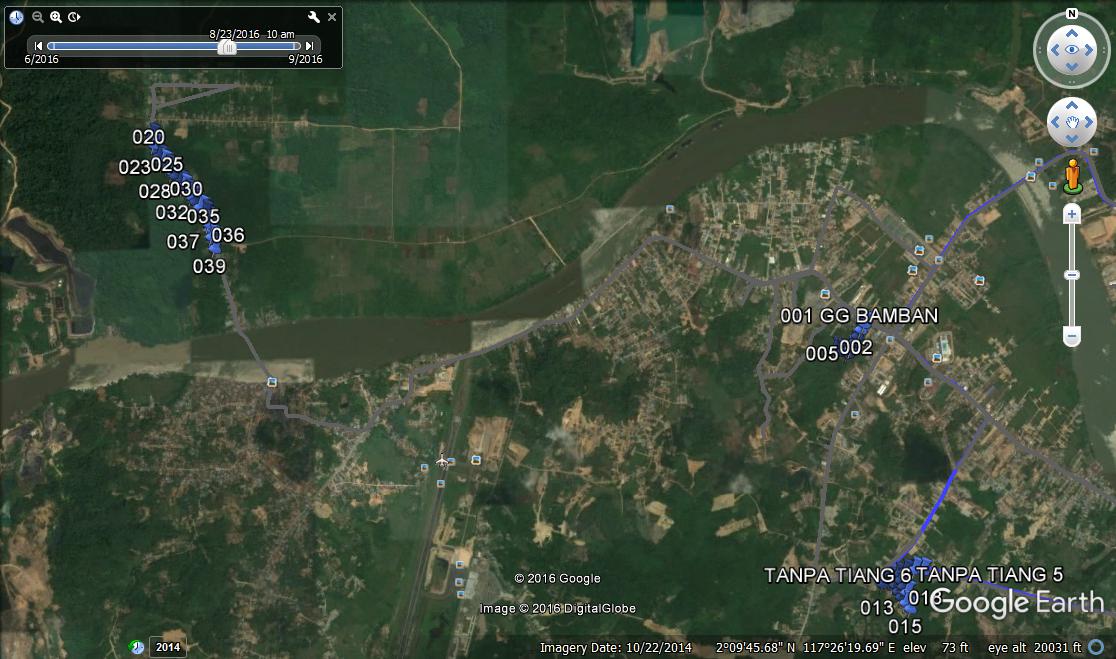 8/23/2016 10 am
6/2016
9/2016
N
020
023 025
028 030
032 035
037 036
039
001 GG BAMBAN
005 002
TANPA TIANG 6 TANPA TIANG 5
013
015
© 2016 Google
Image © 2016 DigitalGlobe
Google Earth
2014
Imagery Date: 10/22/2014 2°09'45.68" N 117°26'19.69" E elev 73 ft eye alt 20031 ft